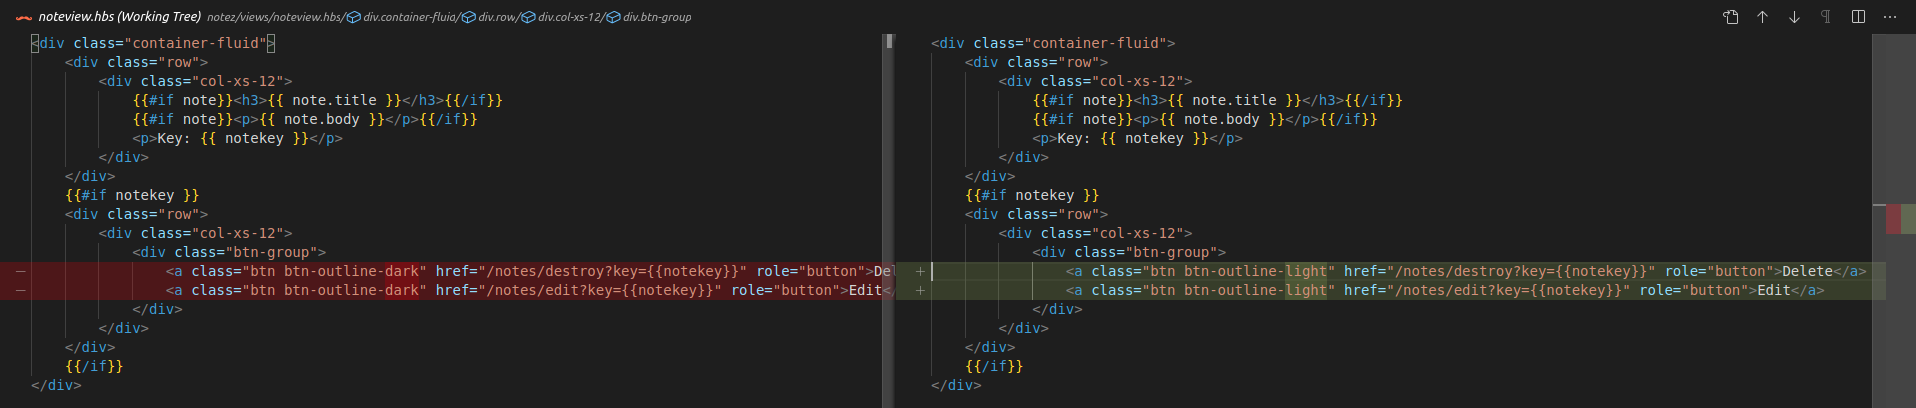 noteview.hbs (Working Tree) notez/views/noteview.hbs/div.container-fluid/div.row/div.col-xs-12/div.btn-group
<div class="container-fluid">
<div class="row">
<div class="col-xs-12">
{{#if note}}<h3>{{ note.title }}</h3>{{/if}}
{{#if note}}<p>{{ note.body }}</p>{{/if}}
<p>Key: {{ notekey }}</p>
</div>
</div>
{{#if notekey }}
<div class="row">
<div class="col-xs-12">
<div class="btn-group">
— <a class="btn btn-outline-dark" href="/notes/destroy?key={{notekey}}" role="button">Del
— <a class="btn btn-outline-dark" href="/notes/edit?key={{notekey}}" role="button">Edit</
</div>
</div>
</div>
{{/if}}
</div>
<div class="container-fluid">
<div class="row">
<div class="col-xs-12">
{{#if note}}<h3>{{ note.title }}</h3>{{/if}}
{{#if note}}<p>{{ note.body }}</p>{{/if}}
<p>Key: {{ notekey }}</p>
</div>
</div>
{{#if notekey }}
<div class="row">
<div class="col-xs-12">
<div class="btn-group">
+ <a class="btn btn-outline-light" href="/notes/destroy?key={{notekey}}" role="button">Delete</a>
+ <a class="btn btn-outline-light" href="/notes/edit?key={{notekey}}" role="button">Edit</a>
</div>
</div>
</div>
{{/if}}
</div>